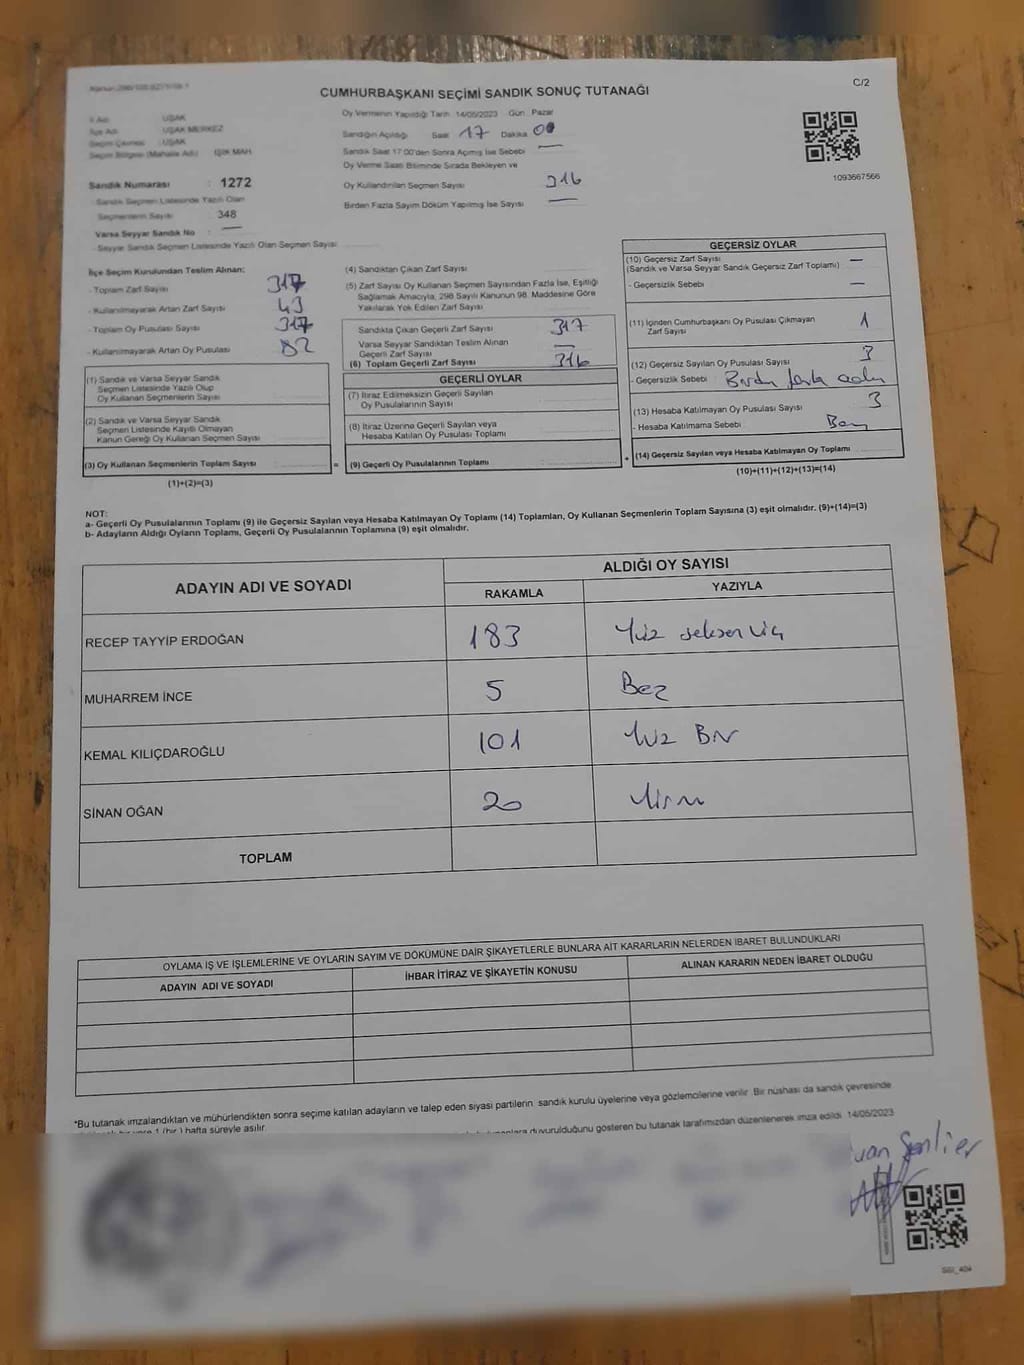 CUMHURBAŞKANI SEÇİMİ SANDIK SONUÇ TUTANAĞI
C/2
İl Adı : UŞAK
İlçe Adı : UŞAK MERKEZ
Seçim Çevresi : UŞAK
Seçim Bölgesi (Mahalle Adı) : IŞIK MAH
Sandık Numarası : 1272
- Sandık Seçmen Listesinde Yazılı Olan
Seçmenlerin Sayısı : 348
Varsa Seyyar Sandık No : —
- Seyyar Sandık Seçmen Listesinde Yazılı Olan Seçmen Sayısı
Oy Vermenin Yapıldığı Tarih 14/05/2023 Gün Pazar
Sandığın Açıldığı Saat 17 Dakika 00
Sandık Saat 17:00'den Sonra Açmış İse Sebebi —
Oy Verme Saati Bitiminde Sırada Bekleyen ve
Oy Kullandırılan Seçmen Sayısı 316
Birden Fazla Sayım Döküm Yapılmış İse Sayısı —
1093667566
İlçe Seçim Kurulundan Teslim Alınan:
- Toplam Zarf Sayısı 317
- Kullanılmayarak Artan Zarf Sayısı 43
- Toplam Oy Pusulası Sayısı 317
- Kullanılmayarak Artan Oy Pusulası 82
(1) Sandık ve Varsa Seyyar Sandık
Seçmen Listesinde Yazılı Olup
Oy Kullanan Seçmenlerin Sayısı
(2) Sandık ve Varsa Seyyar Sandık
Seçmen Listesinde Kayıtlı Olmayan
Kanun Gereği Oy Kullanan Seçmen Sayısı
(3) Oy Kullanan Seçmenlerin Toplam Sayısı
(1)+(2)=(3)
(4) Sandıktan Çıkan Zarf Sayısı
(5) Zarf Sayısı Oy Kullanan Seçmen Sayısından Fazla İse, Eşitliği
Sağlamak Amacıyla, 298 Sayılı Kanunun 98. Maddesine Göre
Yakılarak Yok Edilen Zarf Sayısı
Sandıkta Çıkan Geçerli Zarf Sayısı 317
Varsa Seyyar Sandıktan Teslim Alınan
Geçerli Zarf Sayısı —
(6) Toplam Geçerli Zarf Sayısı 316
GEÇERLİ OYLAR
(7) İtiraz Edilmeksizin Geçerli Sayılan
Oy Pusulalarının Sayısı
(8) İtiraz Üzerine Geçerli Sayılan veya
Hesaba Katılan Oy Pusulası Toplamı
= (9) Geçerli Oy Pusulalarının Toplamı
GEÇERSİZ OYLAR
(10) Geçersiz Zarf Sayısı —
(Sandık ve Varsa Seyyar Sandık Geçersiz Zarf Toplamı)
- Geçersizlik Sebebi —
(11) İçinden Cumhurbaşkanı Oy Pusulası Çıkmayan 1
Zarf Sayısı
(12) Geçersiz Sayılan Oy Pusulası Sayısı 3
- Geçersizlik Sebebi
(13) Hesaba Katılmayan Oy Pusulası Sayısı 3
- Hesaba Katılmama Sebebi
+ (14) Geçersiz Sayılan veya Hesaba Katılmayan Oy Toplamı
(10)+(11)+(12)+(13)=(14)
NOT:
a- Geçerli Oy Pusulalarının Toplamı (9) ile Geçersiz Sayılan veya Hesaba Katılmayan Oy Toplamı (14) Toplamları, Oy Kullanan Seçmenlerin Toplam Sayısına (3) eşit olmalıdır. (9)+(14)=(3)
b- Adayların Aldığı Oyların Toplamı, Geçerli Oy Pusulalarının Toplamına (9) eşit olmalıdır.
ADAYIN ADI VE SOYADI ALDIĞI OY SAYISI
RAKAMLA YAZIYLA
RECEP TAYYİP ERDOĞAN 183 Yüz seksen üç
MUHARREM İNCE 5 Beş
KEMAL KILIÇDAROĞLU 101 Yüz Bir
SİNAN OĞAN 20 Yirmi
TOPLAM
OYLAMA İŞ VE İŞLEMLERİNE VE OYLARIN SAYIM VE DÖKÜMÜNE DAİR ŞİKAYETLERLE BUNLARA AİT KARARLARIN NELERDEN İBARET BULUNDUKLARI
ADAYIN ADI VE SOYADI İHBAR İTİRAZ VE ŞİKAYETİN KONUSU ALINAN KARARIN NEDEN İBARET OLDUĞU
*Bu tutanak imzalandıktan ve mühürlendikten sonra seçime katılan adayların ve talep eden siyasi partilerin, sandık kurulu üyelerine veya gözlemcilerine verilir. Bir nüshası da sandık çevresinde
1 (bir) hafta süreyle asılır.
duyurulduğunu gösteren bu tutanak tarafımızdan düzenlenerek imza edildi. 14/05/2023
SSI_404